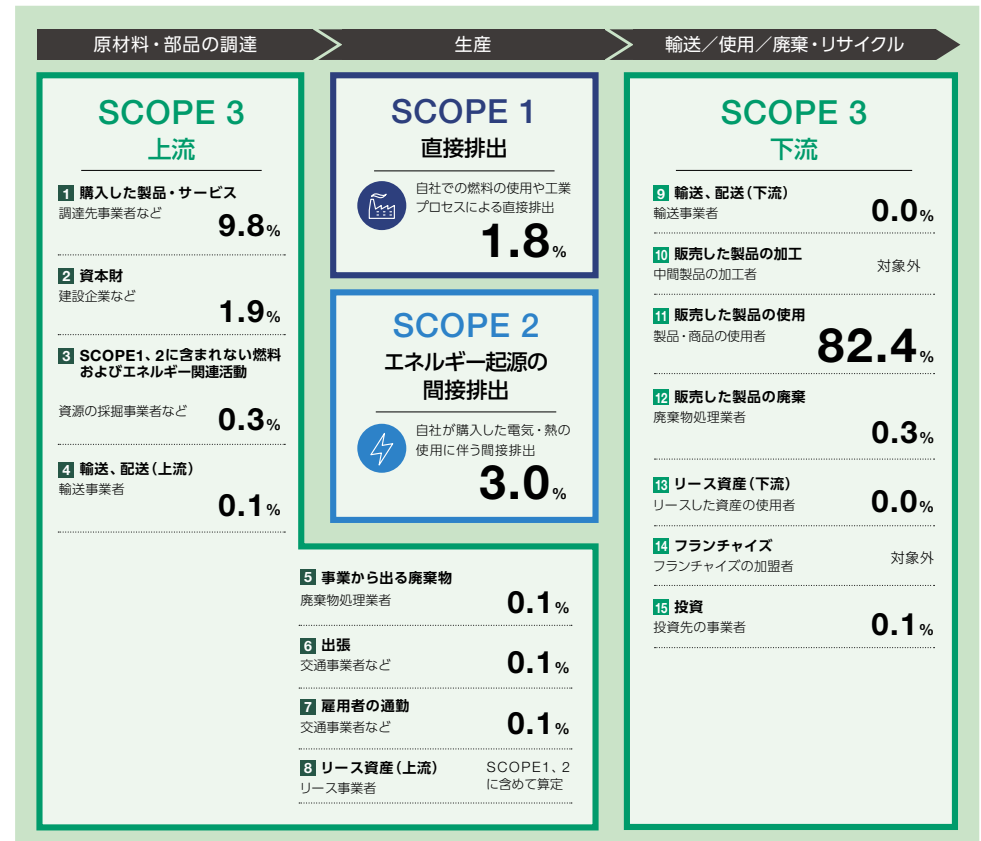 原材料・部品の調達
生産
輸送／使用／廃棄・リサイクル
SCOPE 3
上流
1 購入した製品・サービス
調達先事業者など
9.8%
2 資本財
建設企業など
1.9%
3 SCOPE1、2に含まれない燃料
およびエネルギー関連活動
資源の採掘事業者など
0.3%
4 輸送、配送（上流）
輸送事業者
0.1%
5 事業から出る廃棄物
廃棄物処理業者
0.1%
6 出張
交通事業者など
0.1%
7 雇用者の通勤
交通事業者など
0.1%
8 リース資産（上流）
リース事業者
SCOPE1、2
に含めて算定
SCOPE 1
直接排出
自社での燃料の使用や工業
プロセスによる直接排出
1.8%
SCOPE 2
エネルギー起源の
間接排出
自社が購入した電気・熱の
使用に伴う間接排出
3.0%
SCOPE 3
下流
9 輸送、配送（下流）
輸送事業者
0.0%
10 販売した製品の加工
中間製品の加工者
対象外
11 販売した製品の使用
製品・商品の使用者
82.4%
12 販売した製品の廃棄
廃棄物処理業者
0.3%
13 リース資産（下流）
リースした資産の使用者
0.0%
14 フランチャイズ
フランチャイズの加盟者
対象外
15 投資
投資先の事業者
0.1%